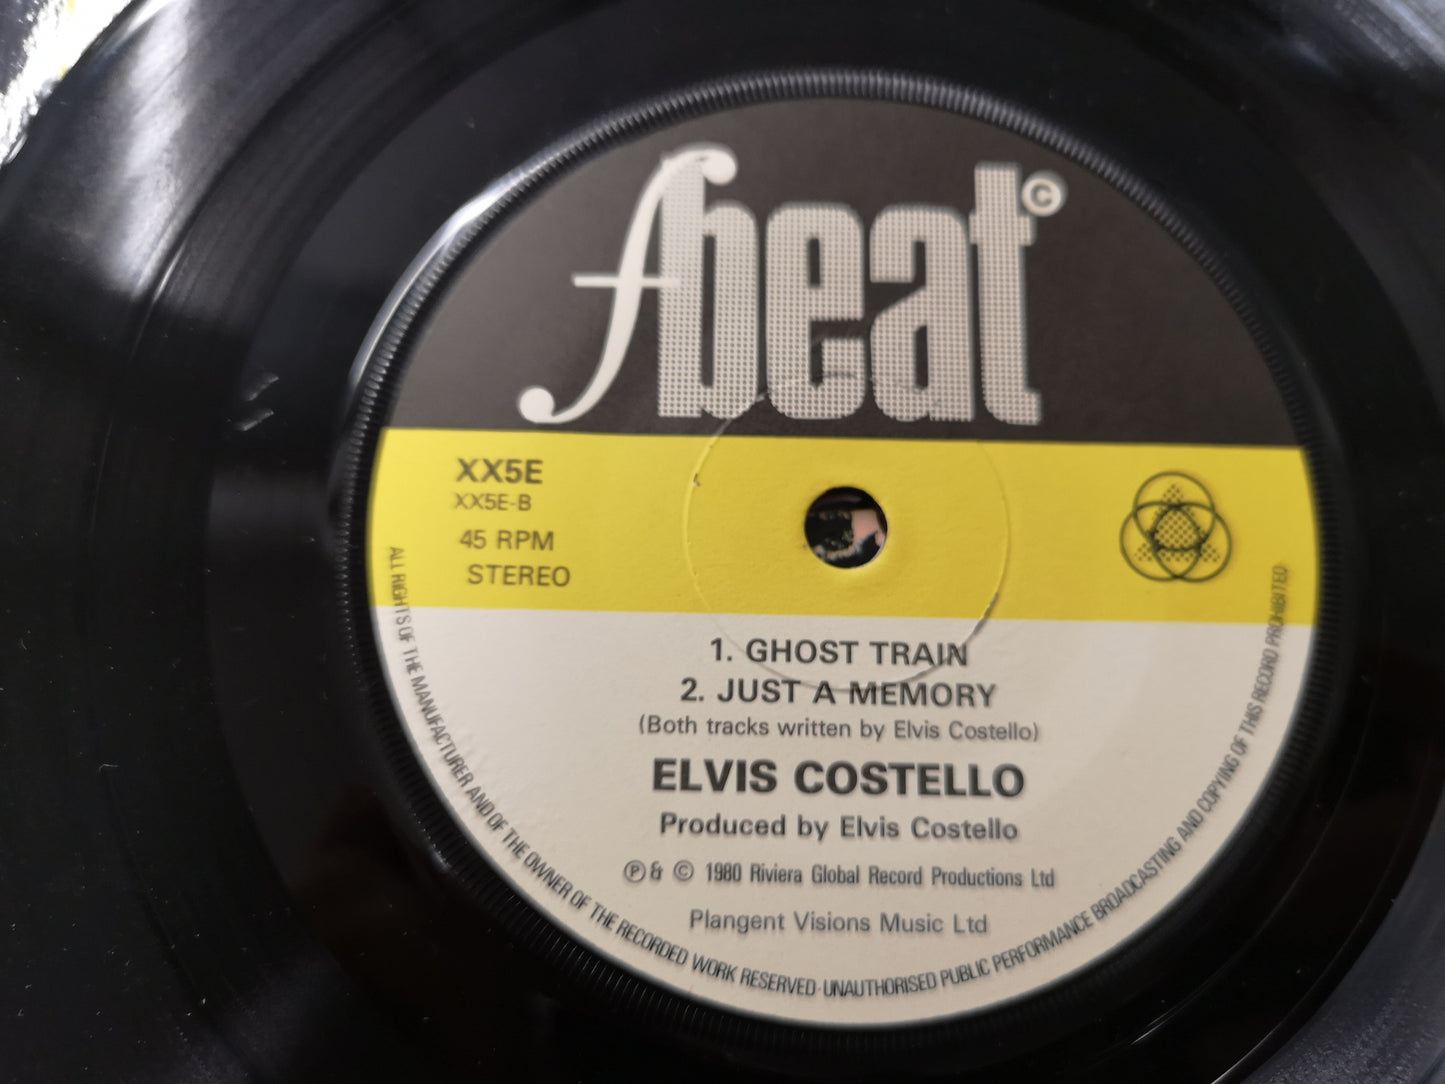 fbeat©
XX5E
XX5E-B
45 RPM
STEREO
1. GHOST TRAIN
2. JUST A MEMORY
(Both tracks written by Elvis Costello)
ELVIS COSTELLO
Produced by Elvis Costello
℗ & © 1980 Riviera Global Record Productions Ltd
Plangent Visions Music Ltd
ALL RIGHTS OF THE MANUFACTURER AND OF THE OWNER OF THE RECORDED WORK RESERVED · UNAUTHORISED PUBLIC PERFORMANCE BROADCASTING AND COPYING OF THIS RECORD PROHIBITED